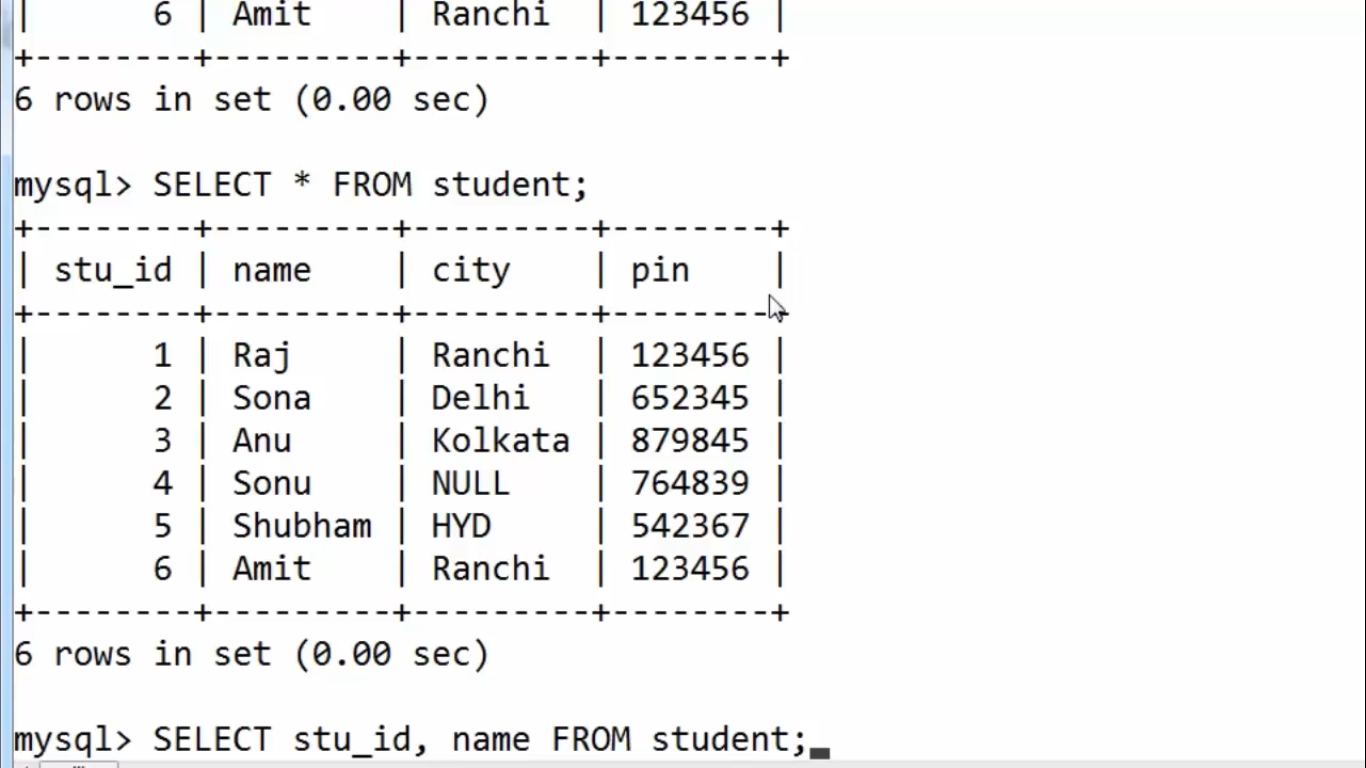 |      6 | Amit    | Ranchi  | 123456 |
+--------+---------+---------+--------+
6 rows in set (0.00 sec)
mysql> SELECT * FROM student;
+--------+---------+---------+--------+
| stu_id | name    | city    | pin    |
+--------+---------+---------+--------+
|      1 | Raj     | Ranchi  | 123456 |
|      2 | Sona    | Delhi   | 652345 |
|      3 | Anu     | Kolkata | 879845 |
|      4 | Sonu    | NULL    | 764839 |
|      5 | Shubham | HYD     | 542367 |
|      6 | Amit    | Ranchi  | 123456 |
+--------+---------+---------+--------+
6 rows in set (0.00 sec)
mysql> SELECT stu_id, name FROM student;